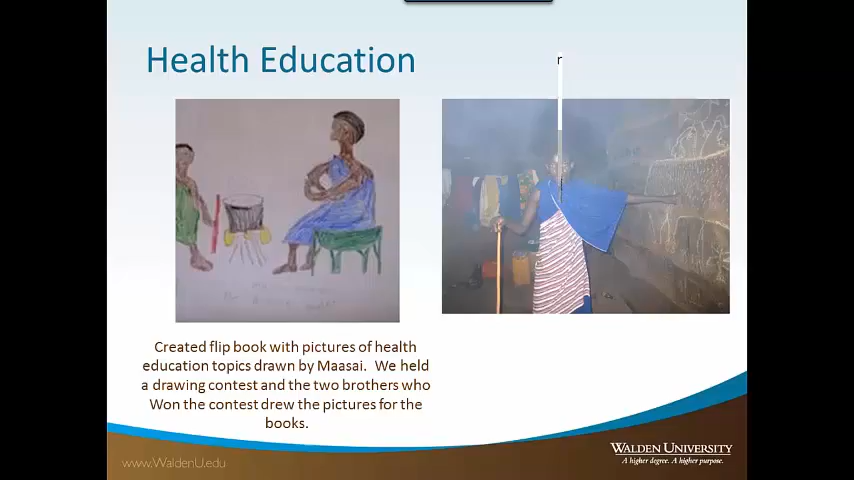 Health Education
r
Created flip book with pictures of health
education topics drawn by Maasai. We held
a drawing contest and the two brothers who
Won the contest drew the pictures for the
books.
www.WaldenU.edu
WALDEN UNIVERSITY
A higher degree. A higher purpose.